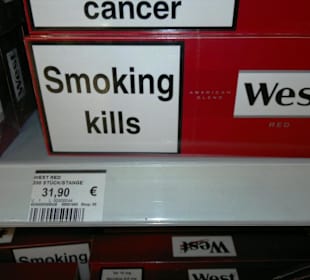 cancer
Smoking
kills
AMERICAN
BLEND
West
RED
WEST RED
200 STÜCK/STANGE
31,90 €
Smoking
West
West